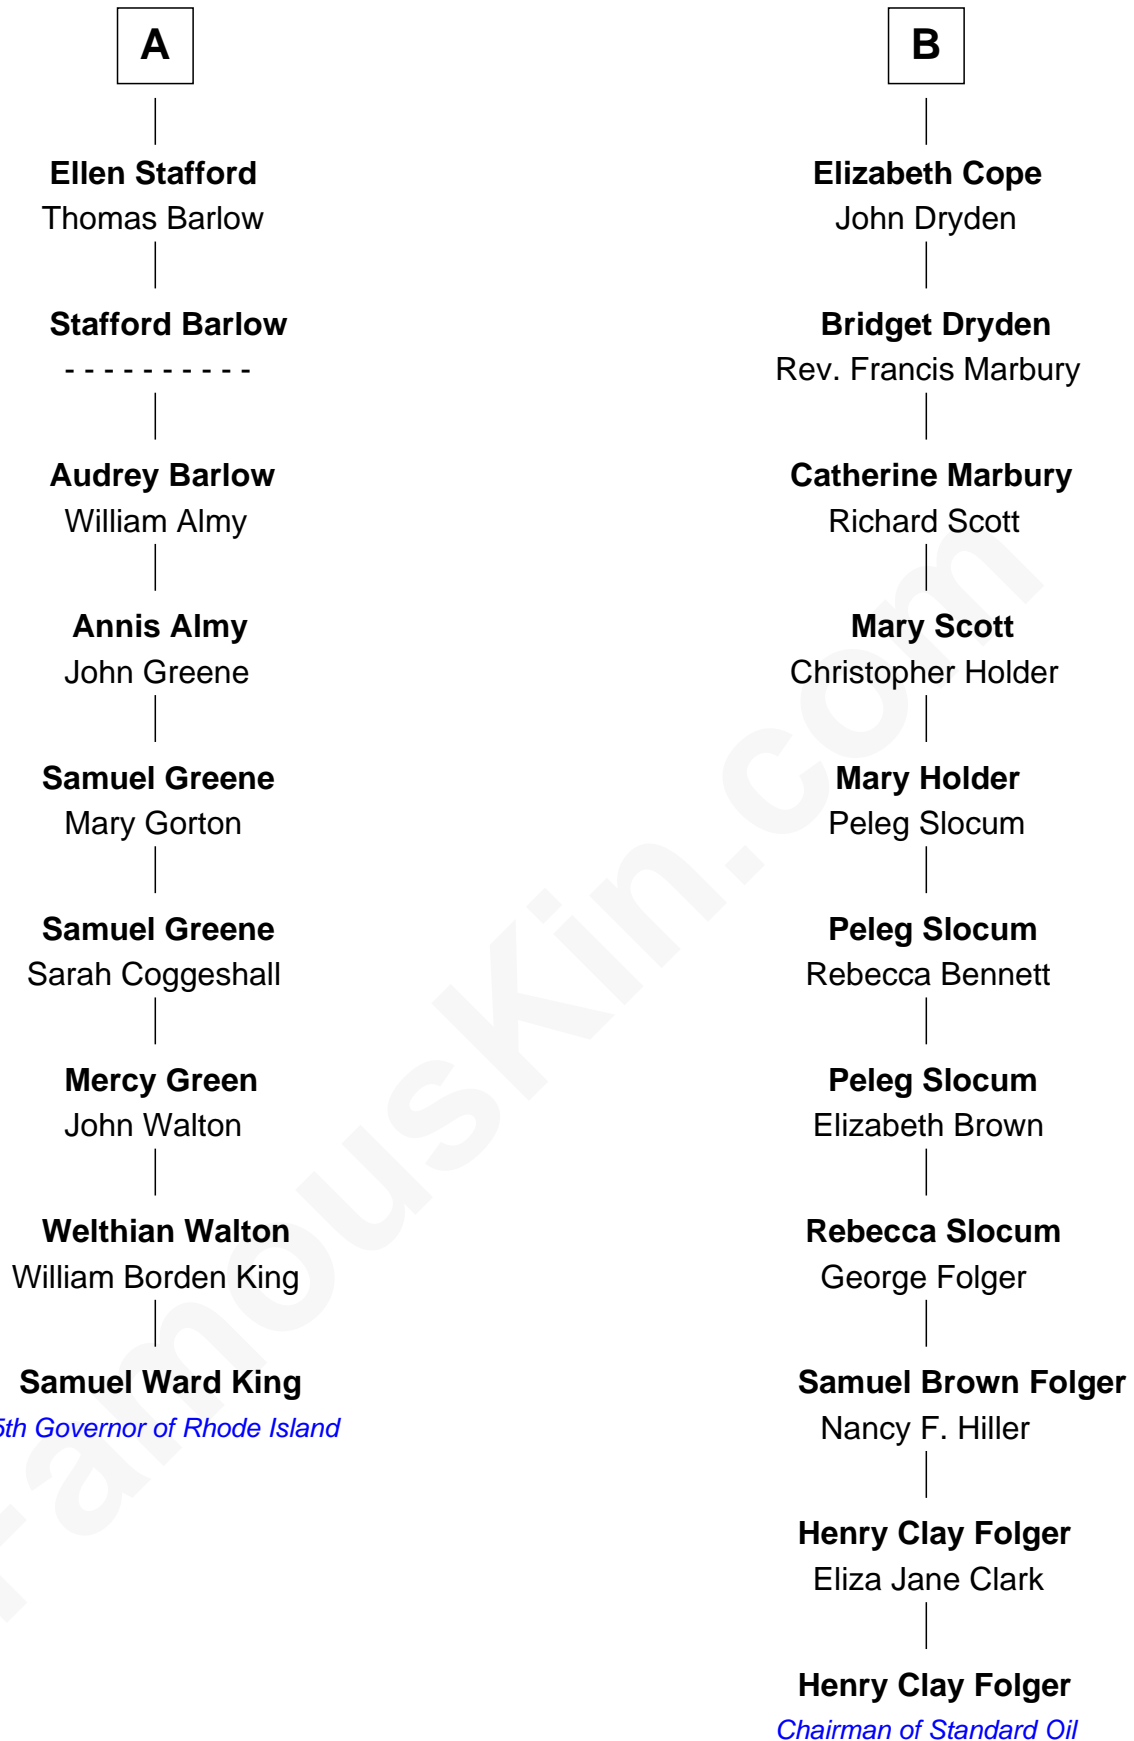 A
Ellen Stafford
Thomas Barlow
Stafford Barlow
- - - - - - - - - -
Audrey Barlow
William Almy
Annis Almy
John Greene
Samuel Greene
Mary Gorton
Samuel Greene
Sarah Coggeshall
Mercy Green
John Walton
Welthian Walton
William Borden King
Samuel Ward King
5th Governor of Rhode Island
B
Elizabeth Cope
John Dryden
Bridget Dryden
Rev. Francis Marbury
Catherine Marbury
Richard Scott
Mary Scott
Christopher Holder
Mary Holder
Peleg Slocum
Peleg Slocum
Rebecca Bennett
Peleg Slocum
Elizabeth Brown
Rebecca Slocum
George Folger
Samuel Brown Folger
Nancy F. Hiller
Henry Clay Folger
Eliza Jane Clark
Henry Clay Folger
Chairman of Standard Oil
FamousKin.com